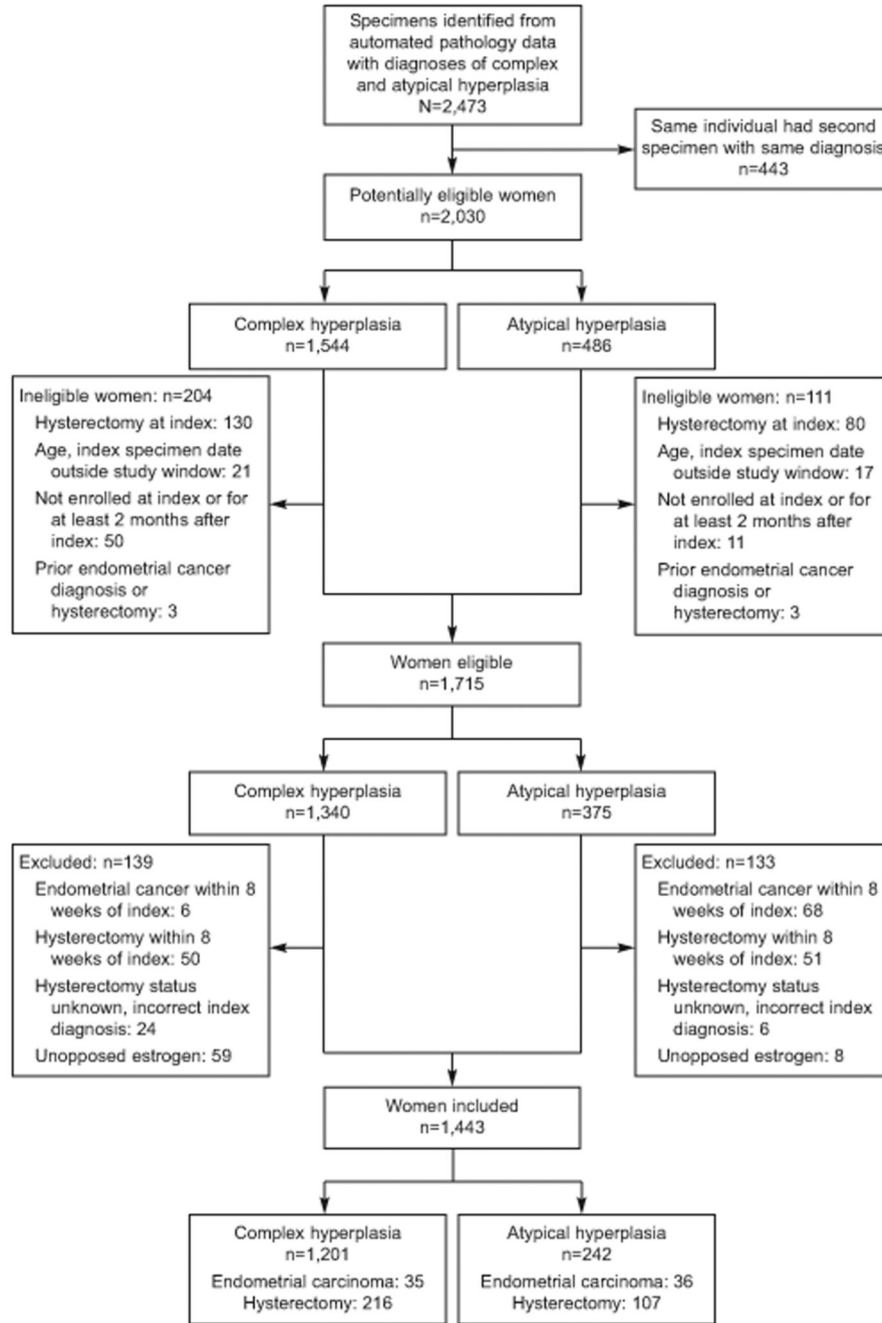 Specimens identified from
automated pathology data
with diagnoses of complex
and atypical hyperplasia
N=2,473
Same individual had second
specimen with same diagnosis
n=443
Potentially eligible women
n=2,030
Complex hyperplasia
n=1,544
Atypical hyperplasia
n=486
Ineligible women: n=204
Hysterectomy at index: 130
Age, index specimen date
outside study window: 21
Not enrolled at index or for
at least 2 months after
index: 50
Prior endometrial cancer
diagnosis or
hysterectomy: 3
Ineligible women: n=111
Hysterectomy at index: 80
Age, index specimen date
outside study window: 17
Not enrolled at index or for
at least 2 months after
index: 11
Prior endometrial cancer
diagnosis or
hysterectomy: 3
Women eligible
n=1,715
Complex hyperplasia
n=1,340
Atypical hyperplasia
n=375
Excluded: n=139
Endometrial cancer within 8
weeks of index: 6
Hysterectomy within 8
weeks of index: 50
Hysterectomy status
unknown, incorrect index
diagnosis: 24
Unopposed estrogen: 59
Excluded: n=133
Endometrial cancer within 8
weeks of index: 68
Hysterectomy within 8
weeks of index: 51
Hysterectomy status
unknown, incorrect index
diagnosis: 6
Unopposed estrogen: 8
Women included
n=1,443
Complex hyperplasia
n=1,201
Endometrial carcinoma: 35
Hysterectomy: 216
Atypical hyperplasia
n=242
Endometrial carcinoma: 36
Hysterectomy: 107